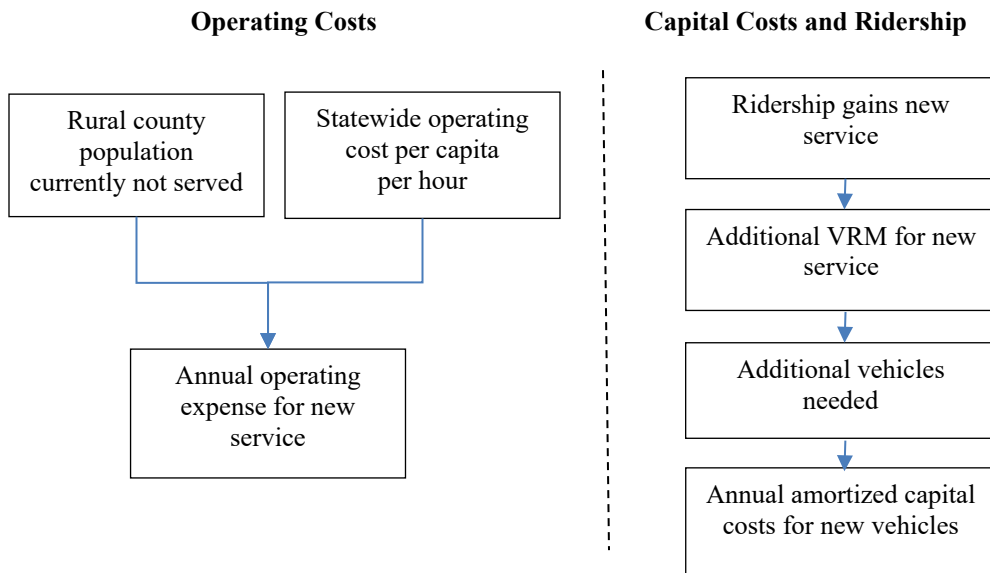 Operating Costs
Rural county
population
currently not served
Statewide operating
cost per capita
per hour
Annual operating
expense for new
service
Capital Costs and Ridership
Ridership gains new
service
Additional VRM for new
service
Additional vehicles
needed
Annual amortized capital
costs for new vehicles